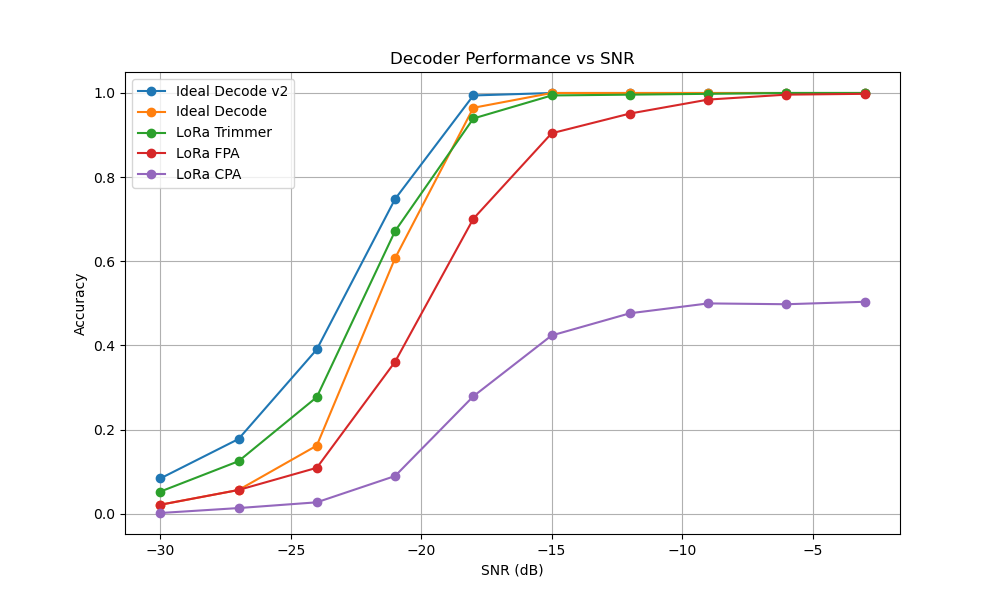 Decoder Performance vs SNR
Ideal Decode v2
Ideal Decode
LoRa Trimmer
LoRa FPA
LoRa CPA
1.0
0.8
0.6
0.4
0.2
0.0
Accuracy
−30
−25
−20
−15
−10
−5
SNR (dB)